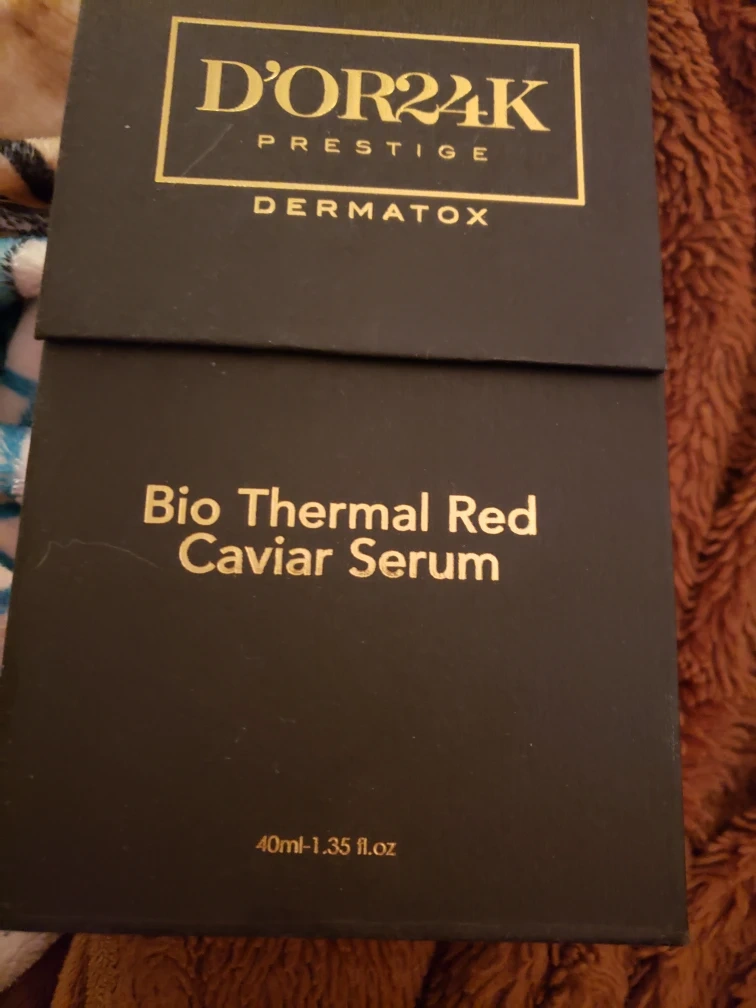 D'OR24K
PRESTIGE
DERMATOX
Bio Thermal Red
Caviar Serum
40ml-1.35 fl.oz